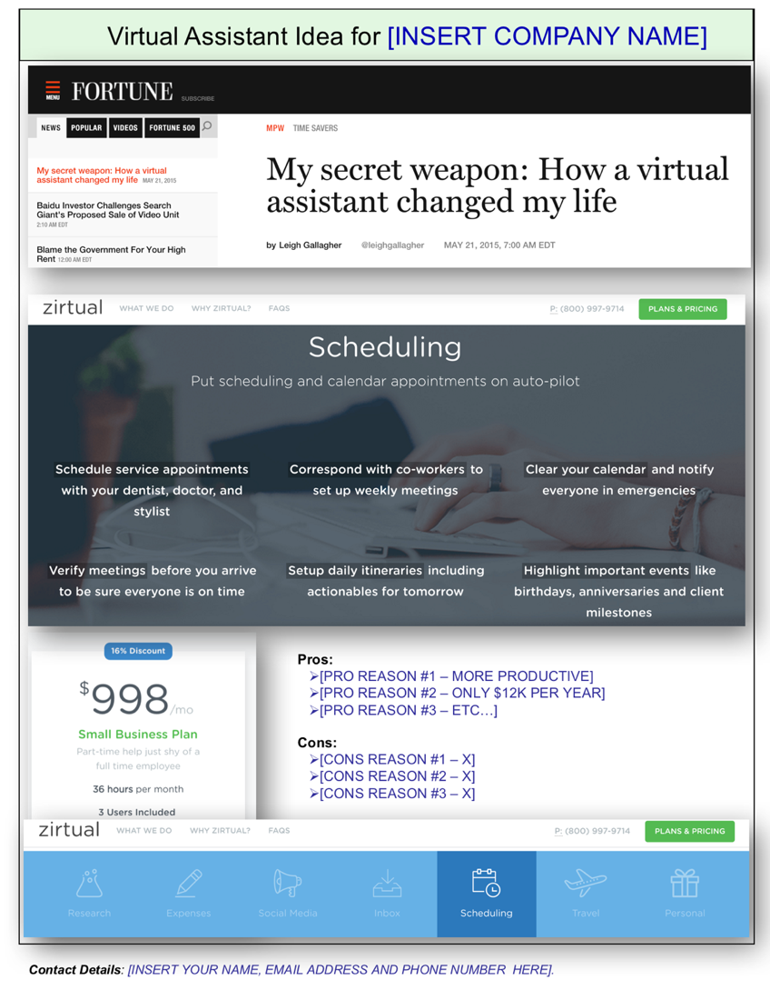 Virtual Assistant Idea for [INSERT COMPANY NAME]
MENU
FORTUNE
SUBSCRIBE
NEWS
POPULAR
VIDEOS
FORTUNE 500
My secret weapon: How a virtual
assistant changed my life MAY 21, 2015
Baidu Investor Challenges Search
Giant's Proposed Sale of Video Unit
2:10 AM EDT
Blame the Government For Your High
Rent 12:00 AM EDT
MPW TIME SAVERS
My secret weapon: How a virtual
assistant changed my life
by Leigh Gallagher @leighgallagher MAY 21, 2015, 7:00 AM EDT
zirtual WHAT WE DO WHY ZIRTUAL? FAQS P: (800) 997-9714 PLANS & PRICING
Scheduling
Put scheduling and calendar appointments on auto-pilot
Schedule service appointments
with your dentist, doctor, and
stylist
Correspond with co-workers to
set up weekly meetings
Clear your calendar and notify
everyone in emergencies
Verify meetings before you arrive
to be sure everyone is on time
Setup daily itineraries including
actionables for tomorrow
Highlight important events like
birthdays, anniversaries and client
milestones
16% Discount
$998/mo
Small Business Plan
Part-time help just shy of a
full time employee
36 hours per month
3 Users Included
Pros:
➢[PRO REASON #1 – MORE PRODUCTIVE]
➢[PRO REASON #2 – ONLY $12K PER YEAR]
➢[PRO REASON #3 – ETC…]
Cons:
➢[CONS REASON #1 – X]
➢[CONS REASON #2 – X]
➢[CONS REASON #3 – X]
zirtual WHAT WE DO WHY ZIRTUAL? FAQS P: (800) 997-9714 PLANS & PRICING
Research Expenses Social Media Inbox Scheduling Travel Personal
Contact Details: [INSERT YOUR NAME, EMAIL ADDRESS AND PHONE NUMBER HERE].